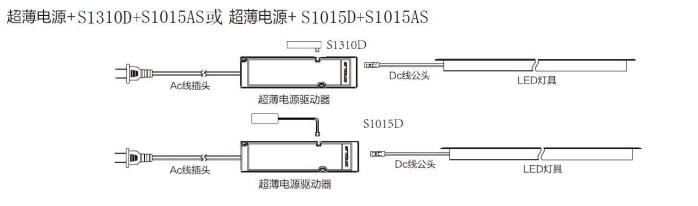 超薄电源+S1310D+S1015AS或 超薄电源+ S1015D+S1015AS
S1310D
Ac线插头
超薄电源驱动器
Dc线公头
LED灯具
S1015D
Ac线插头
超薄电源驱动器
Dc线公头
LED灯具